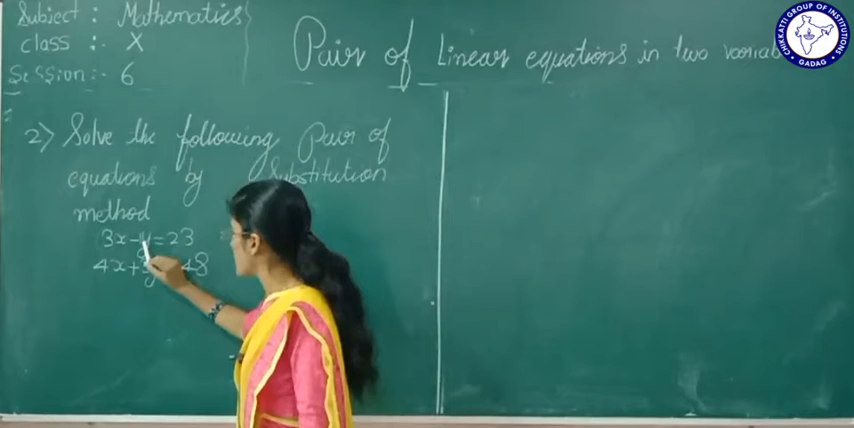 Subject : Mathematics
Class :- X
Session :- 6
Pair of Linear equations in two
2) Solve the following Pair of
equations by Substitution
method
3x-y=23
4x+ 48
CHIKKATTI GROUP OF INSTITUTIONS
GADAG